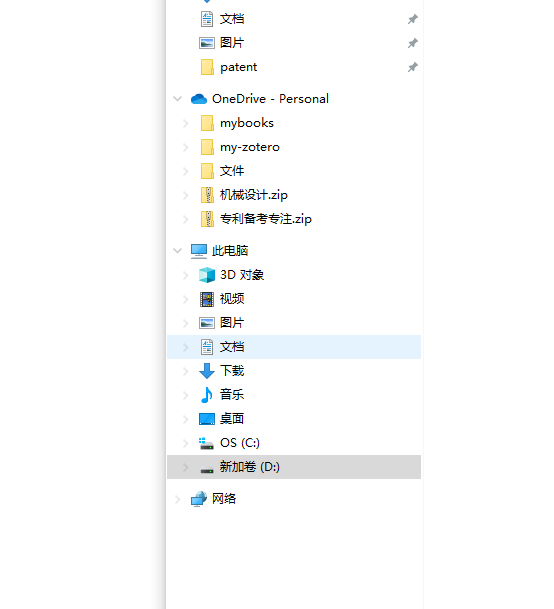 文档
图片
patent
OneDrive - Personal
mybooks
my-zotero
文件
机械设计.zip
专利备考专注.zip
此电脑
3D 对象
视频
图片
文档
下载
音乐
桌面
OS (C:)
新加卷 (D:)
网络